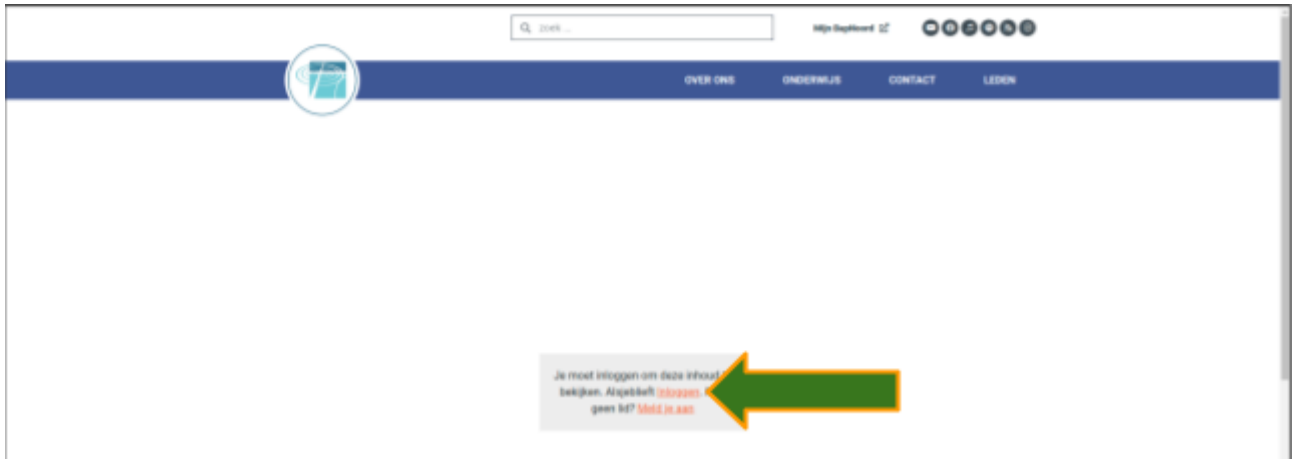 zoek ...
Mijn DapNoord
OVER ONS ONDERWIJS CONTACT LEDEN
Je moet inloggen om deze inhoud
bekijken. Alsjeblieft Inloggen.
geen lid? Meld je aan